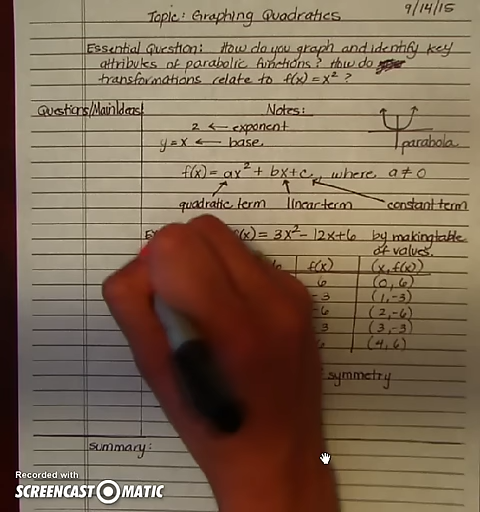 9/14/15
Topic: Graphing Quadratics
Essential Question: How do you graph and identify key
attributes of parabolic functions? How do
transformations relate to f(x) = x²?
Questions/Main Ideas: Notes:
2 ← exponent
y = x ← base
parabola
f(x) = ax² + bx + c, where a ≠ 0
quadratic term linear term constant term
f(x) = 3x² - 12x + 6 by making table
of values.
f(x) (x, f(x))
6 (0, 6)
-3 (1, -3)
-6 (2, -6)
-3 (3, -3)
6 (4, 6)
symmetry
Summary:
Recorded with
SCREENCAST-O-MATIC